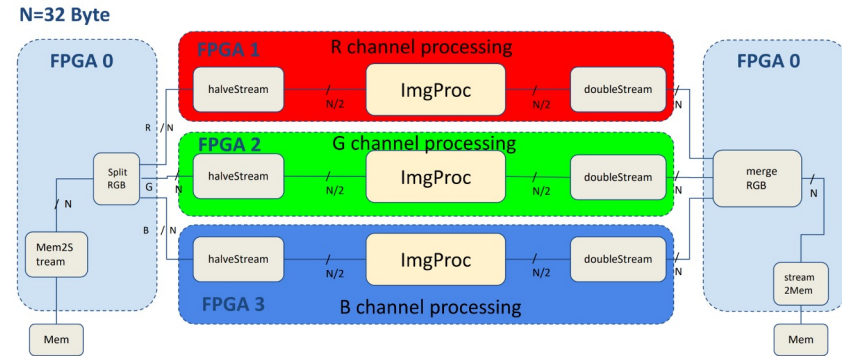 N=32 Byte
FPGA 0
R
/ N
Split
RGB
G
N
/ N
B
/ N
Mem2S
tream
Mem
FPGA 1
R channel processing
halveStream
/
N/2
ImgProc
/
N/2
doubleStream
/
N
FPGA 2
G channel processing
halveStream
/
N/2
ImgProc
/
N/2
doubleStream
/
N
halveStream
/
N/2
ImgProc
/
N/2
doubleStream
/
N
FPGA 3
B channel processing
FPGA 0
merge
RGB
/
N
stream
2Mem
Mem